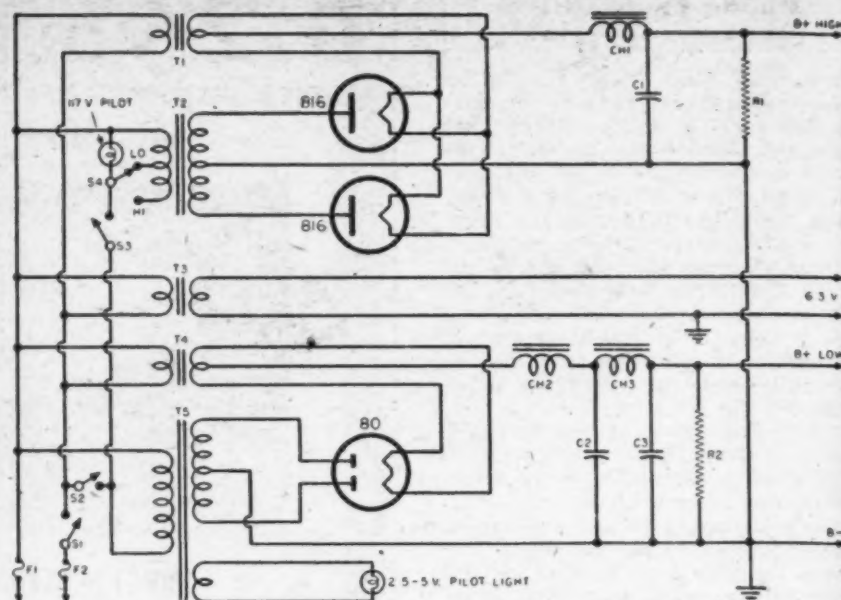 B+ HIGH
CH1
T1
C1
R1
117 V PILOT
T2
816
LO
S4
HI
816
S3
T3
6.3 V
T4
B+ LOW
CH2
CH3
T5
80
C2
C3
R2
S2
S1
B-
F1
F2
2.5-5 V. PILOT LIGHT